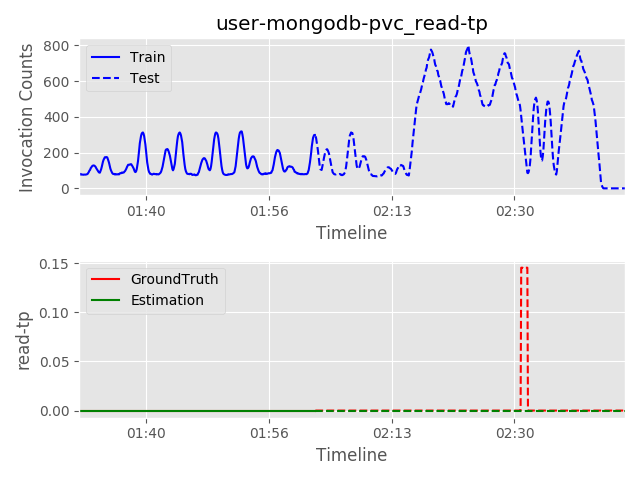 user-mongodb-pvc_read-tp
Invocation Counts
800
600
400
200
0
Train
Test
01:40
01:56
02:13
02:30
Timeline
read-tp
0.15
0.10
0.05
0.00
GroundTruth
Estimation
01:40
01:56
02:13
02:30
Timeline